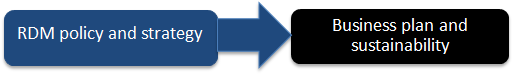 RDM policy and strategy
Business plan and
sustainability